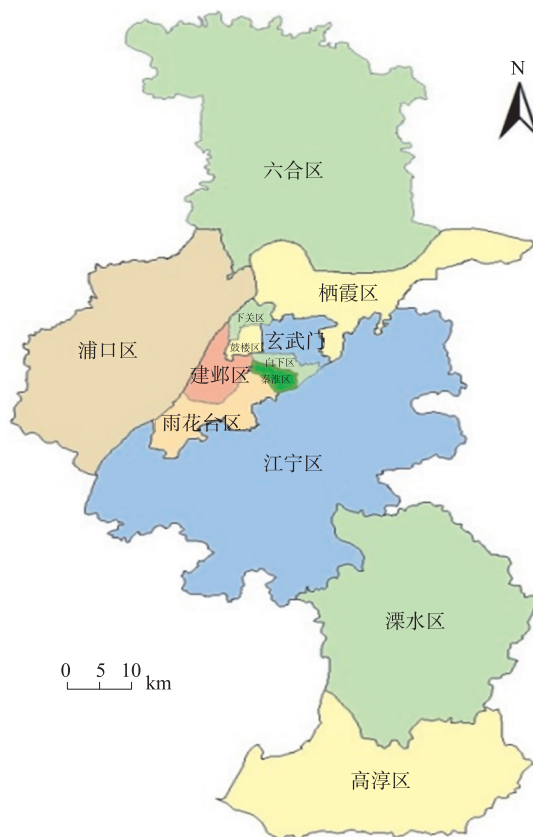 N
六合区
栖霞区
下关区
玄武门
浦口区
鼓楼区
白下区
建邺区
秦淮区
雨花台区
江宁区
溧水区
0 5 10
km
高淳区